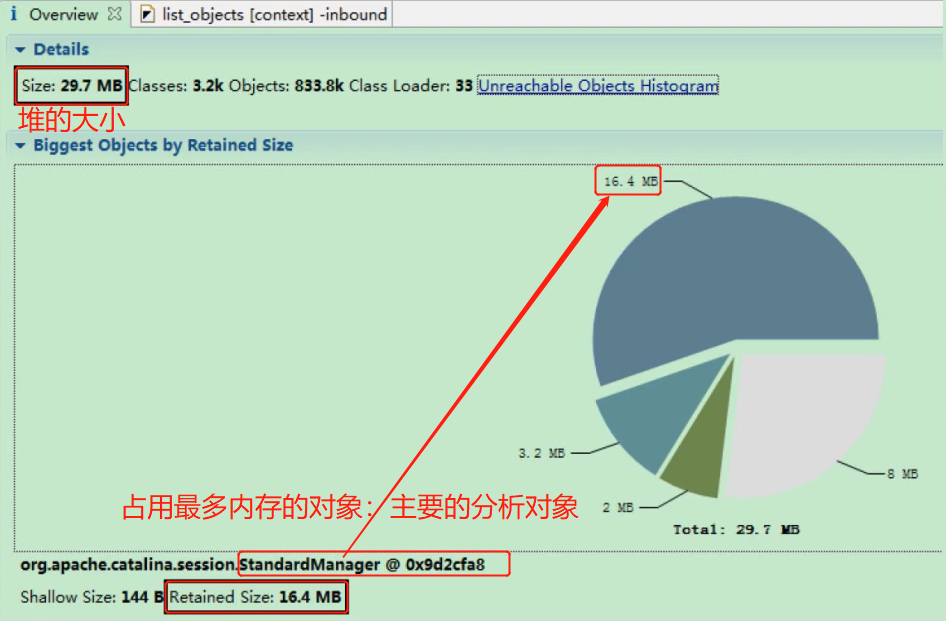 i Overview list_objects [context] -inbound
Details
Size: 29.7 MB Classes: 3.2k Objects: 833.8k Class Loader: 33 Unreachable Objects Histogram
堆的大小
Biggest Objects by Retained Size
16.4 MB
3.2 MB
8 MB
占用最多内存的对象：主要的分析对象
2 MB
Total: 29.7 MB
org.apache.catalina.session.StandardManager @ 0x9d2cfa8
Shallow Size: 144 B Retained Size: 16.4 MB